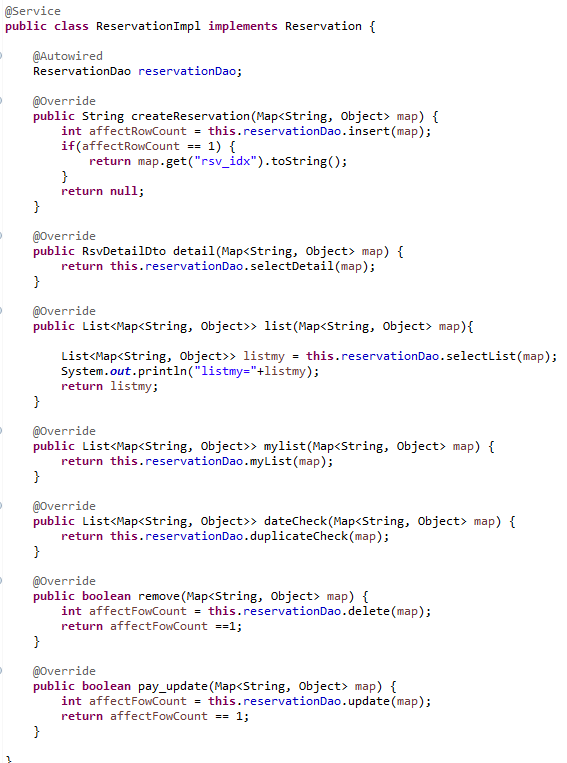 @Service
public class ReservationImpl implements Reservation {
@Autowired
ReservationDao reservationDao;
@Override
public String createReservation(Map<String, Object> map) {
int affectRowCount = this.reservationDao.insert(map);
if(affectRowCount == 1) {
return map.get("rsv_idx").toString();
}
return null;
}
@Override
public RsvDetailDto detail(Map<String, Object> map) {
return this.reservationDao.selectDetail(map);
}
@Override
public List<Map<String, Object>> list(Map<String, Object> map){
List<Map<String, Object>> listmy = this.reservationDao.selectList(map);
System.out.println("listmy="+listmy);
return listmy;
}
@Override
public List<Map<String, Object>> mylist(Map<String, Object> map) {
return this.reservationDao.myList(map);
}
@Override
public List<Map<String, Object>> dateCheck(Map<String, Object> map) {
return this.reservationDao.duplicateCheck(map);
}
@Override
public boolean remove(Map<String, Object> map) {
int affectFowCount = this.reservationDao.delete(map);
return affectFowCount ==1;
}
@Override
public boolean pay_update(Map<String, Object> map) {
int affectFowCount = this.reservationDao.update(map);
return affectFowCount == 1;
}
}